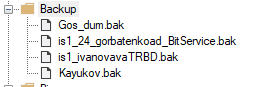 Backup
Gos_dum.bak
is1_24_gorbatenkoad_BitService.bak
is1_ivanovavaTRBD.bak
Kayukov.bak